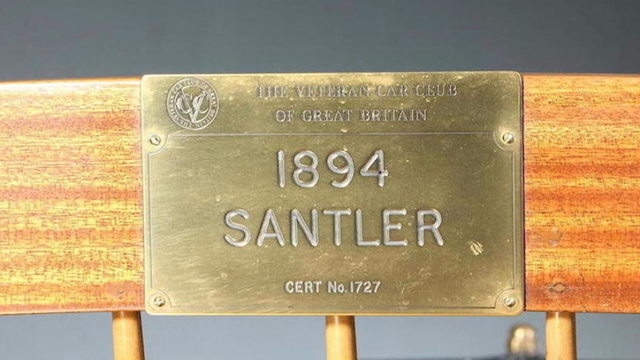 THE VETERAN CAR CLUB
OF GREAT BRITAIN
1894
SANTLER
CERT No. 1727